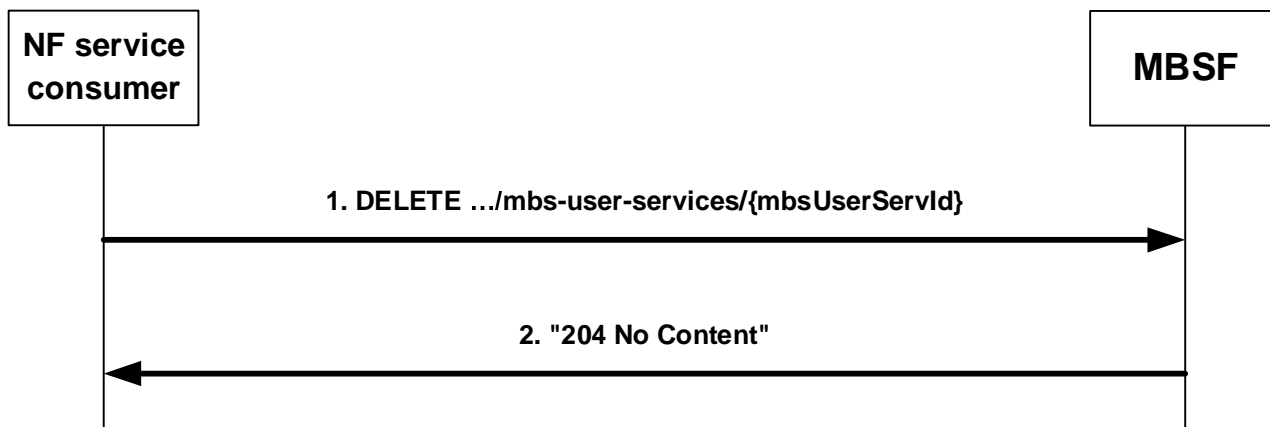 NF service
consumer
MBSF
1. DELETE …/mbs-user-services/{mbsUserServId}
2. "204 No Content"